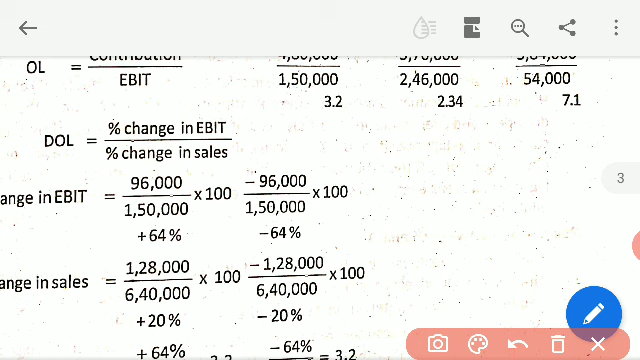 Contribution
OL = EBIT 1,50,000 2,46,000 54,000
3.2 2.34 7.1
DOL = % change in EBIT
% change in sales
ange in EBIT = 96,000 x 100 – 96,000 x 100
1,50,000 1,50,000
+ 64 % – 64 %
ange in sales = 1,28,000 x 100 – 1,28,000 x 100
6,40,000 6,40,000
+ 20 % – 20 %
+ 64% – 64% = 3.2
3